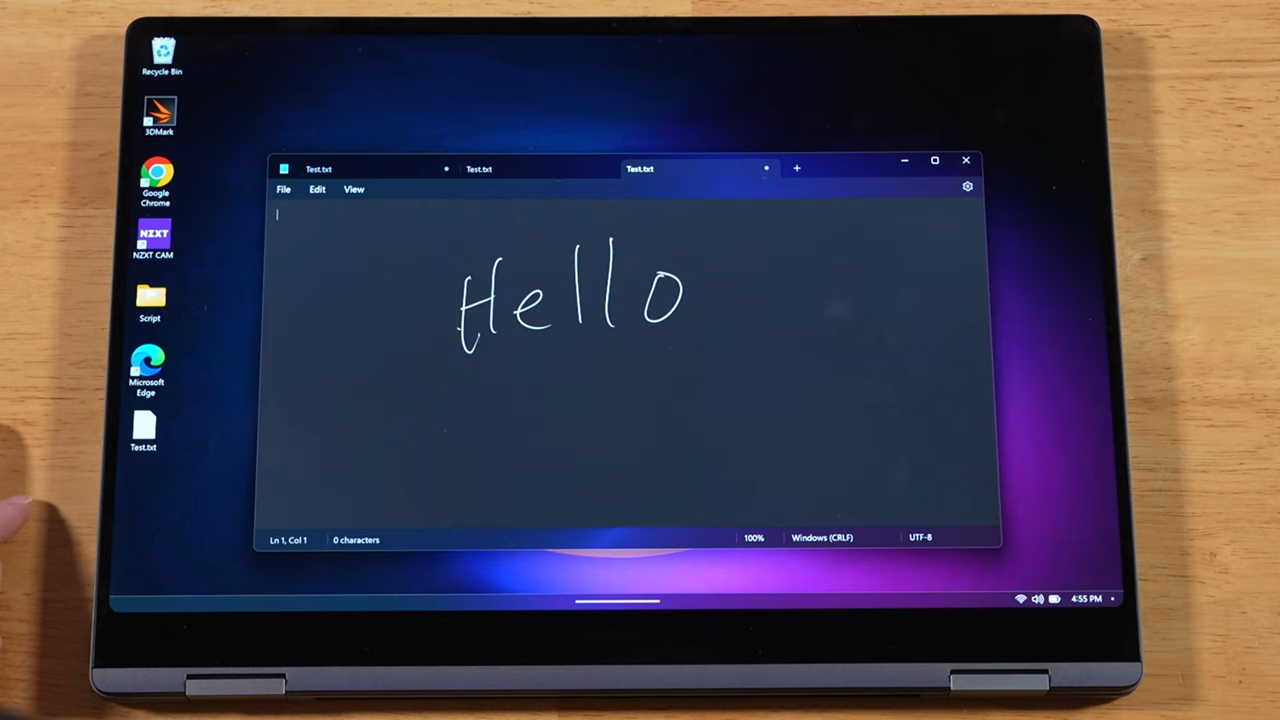 Recycle Bin
3DMark
Google
Chrome
NZXT
NZXT CAM
Script
Microsoft
Edge
Test.txt
Test.txt Test.txt Test.txt
File Edit View
Hello
Ln 1, Col 1 0 characters 100% Windows (CRLF) UTF-8
4:55 PM